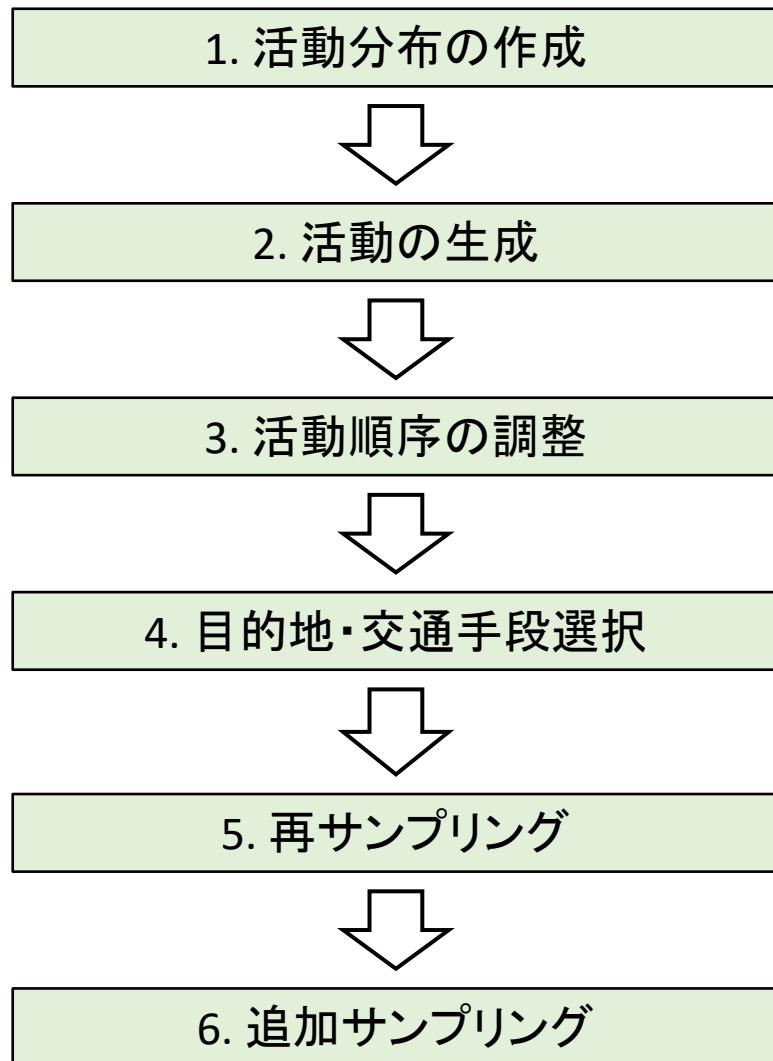 1. 活動分布の作成
2. 活動の生成
3. 活動順序の調整
4. 目的地・交通手段選択
5. 再サンプリング
6. 追加サンプリング